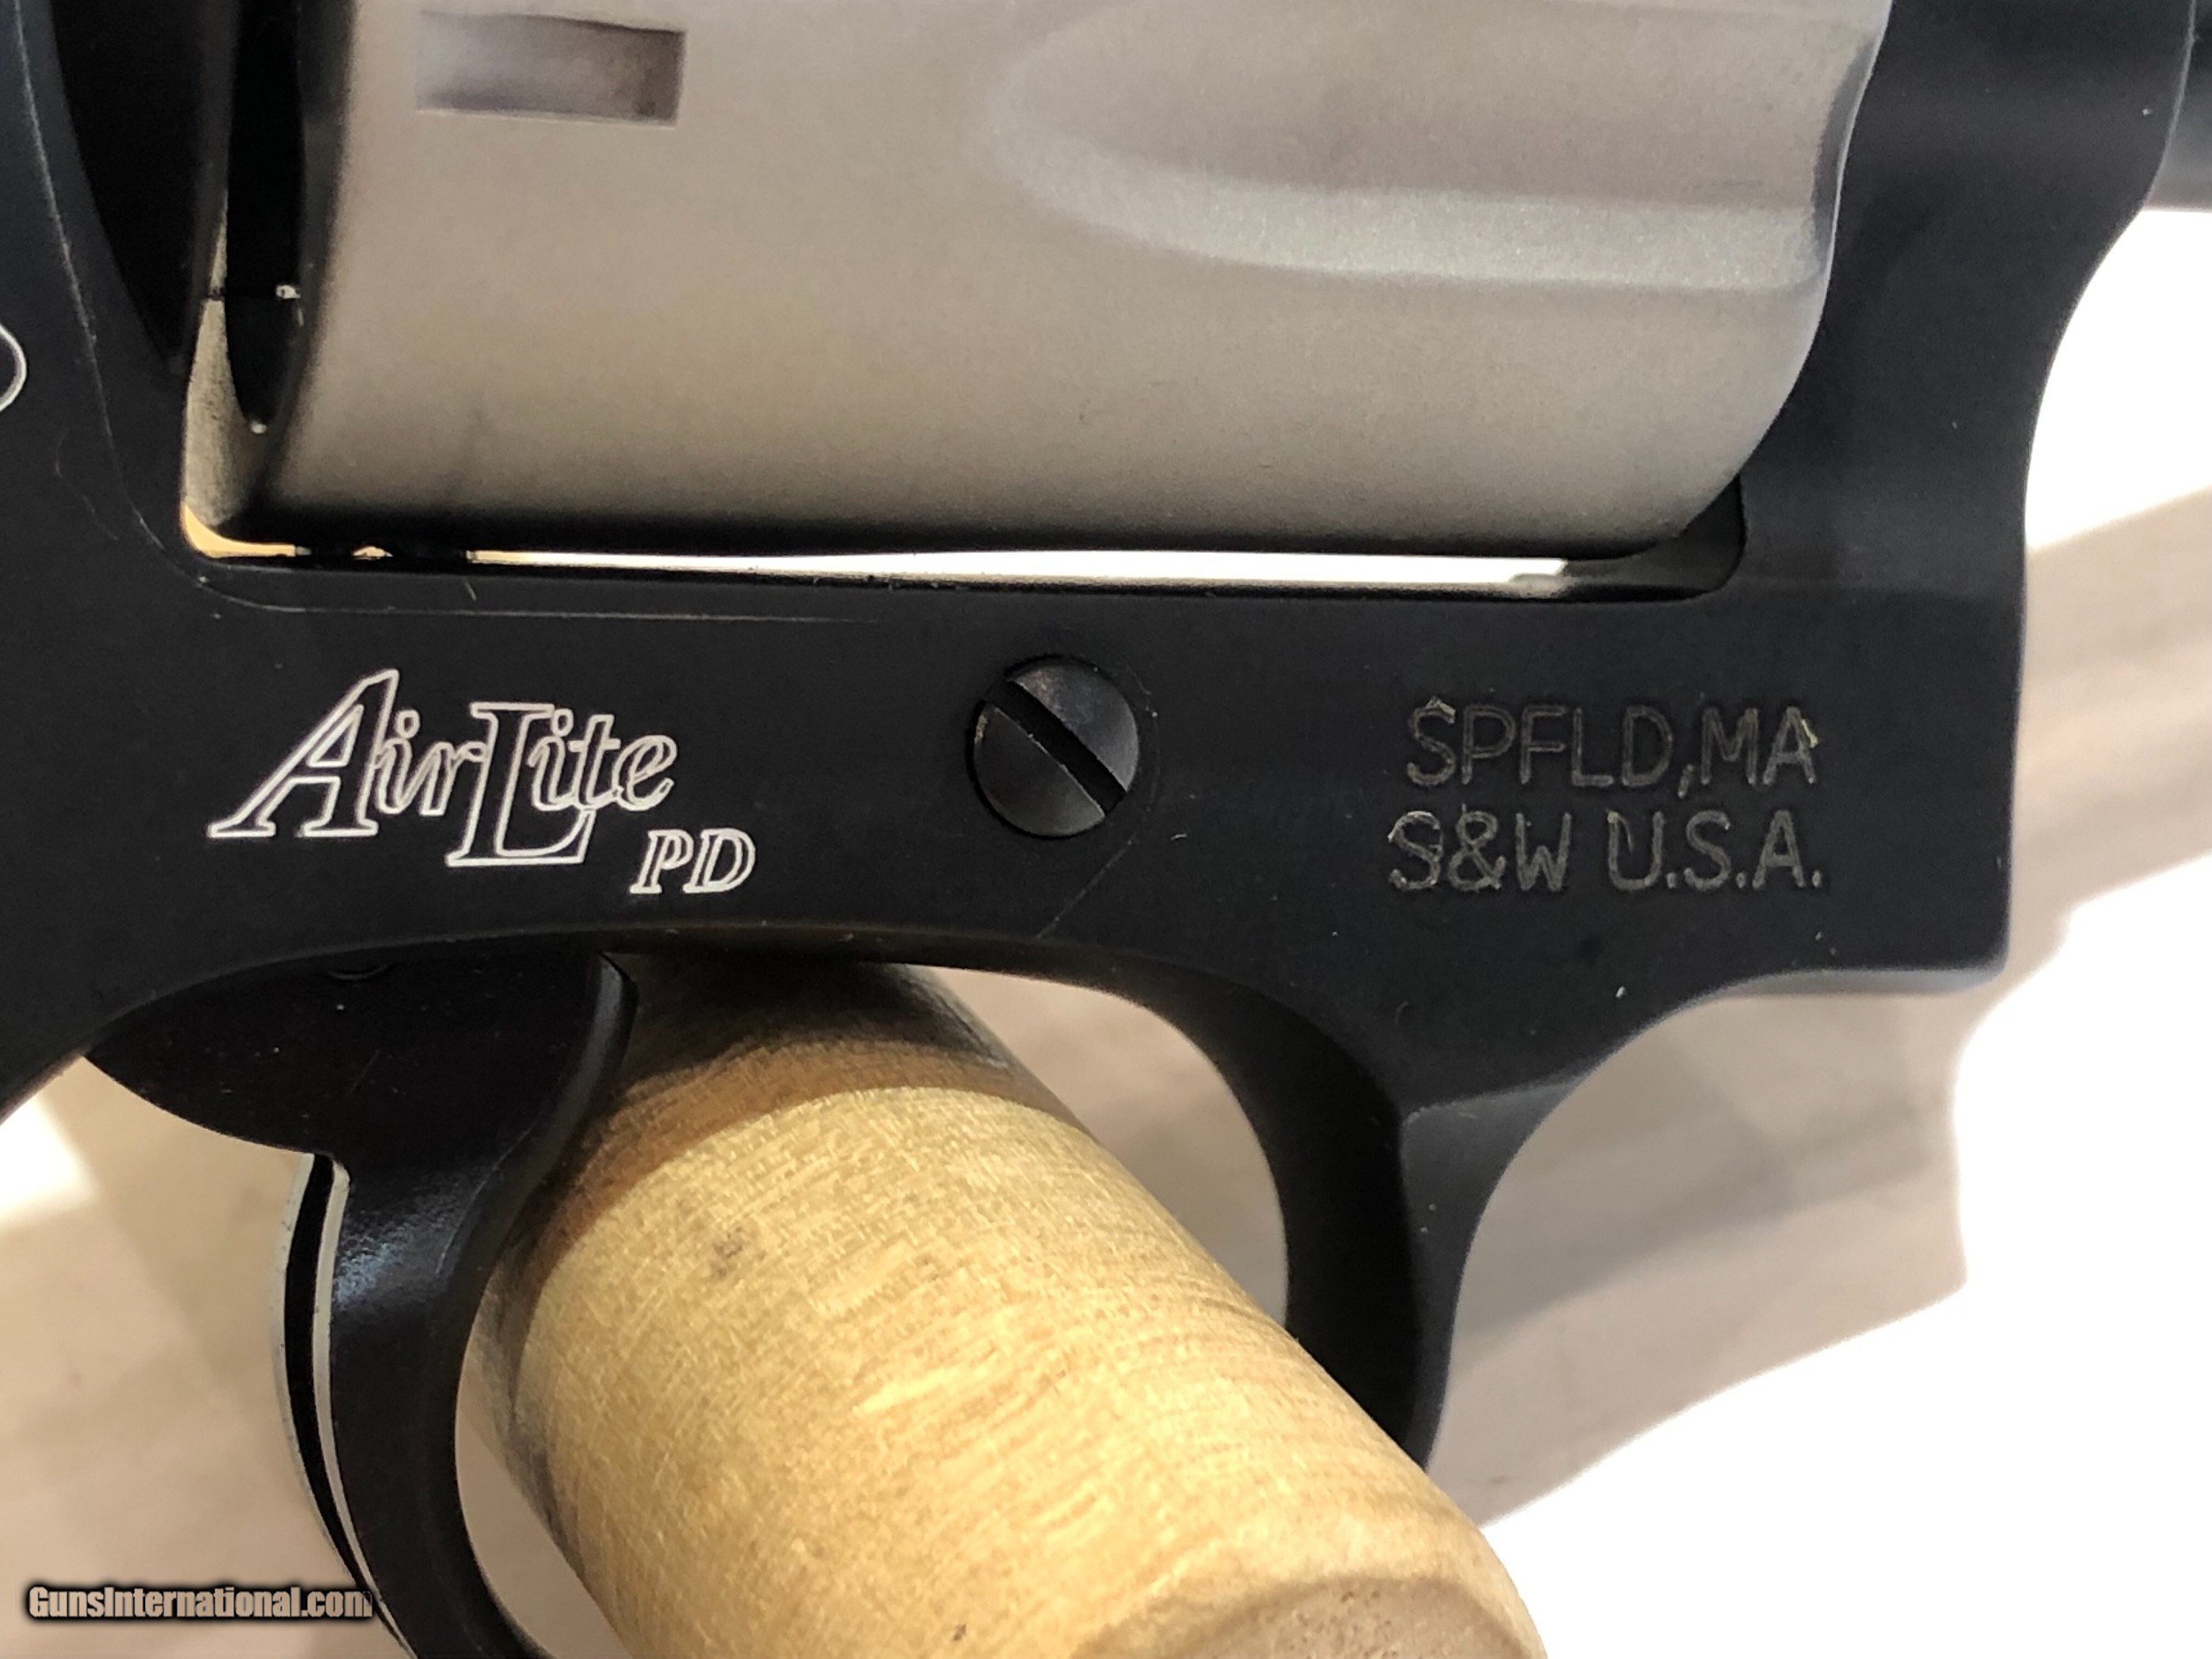 AirLite
PD
SPFLD,MA
S&W U.S.A.
GunsInternational.com